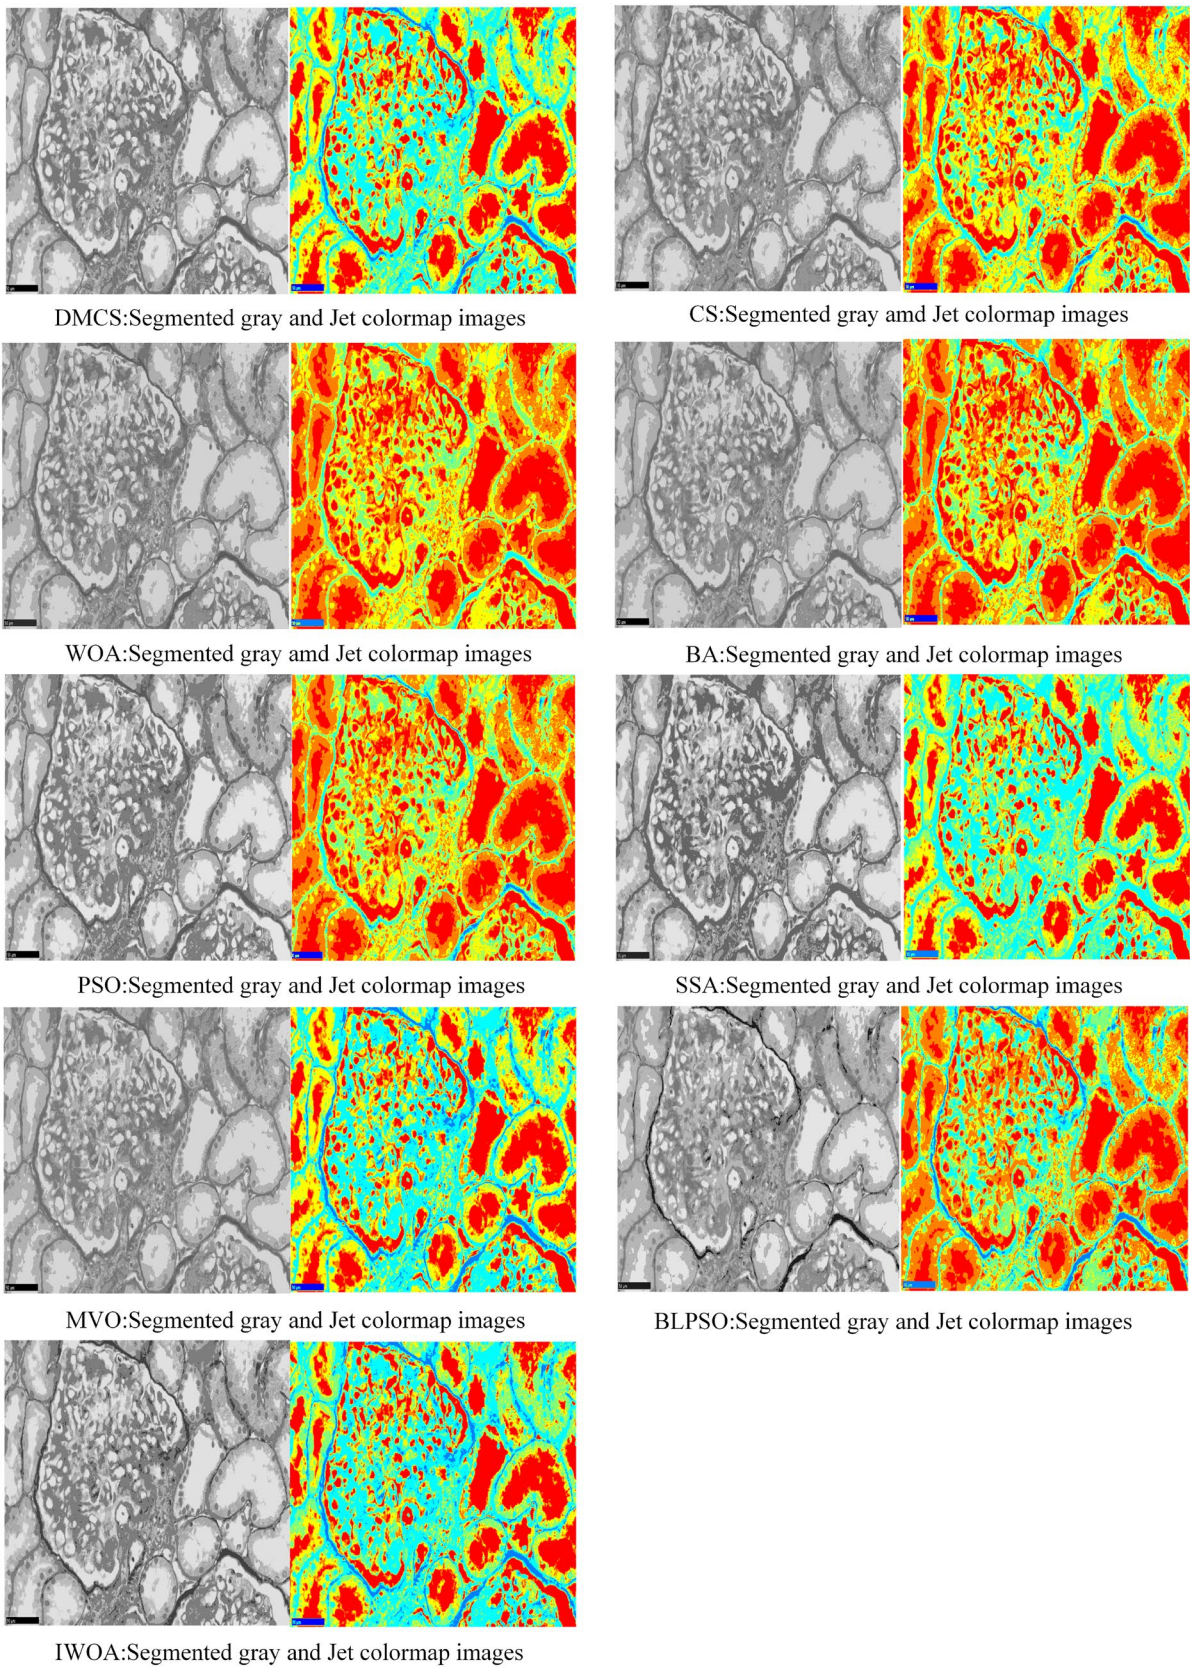 DMCS:Segmented gray and Jet colormap images
CS:Segmented gray amd Jet colormap images
WOA:Segmented gray amd Jet colormap images
BA:Segmented gray and Jet colormap images
PSO:Segmented gray and Jet colormap images
SSA:Segmented gray and Jet colormap images
MVO:Segmented gray and Jet colormap images
BLPSO:Segmented gray and Jet colormap images
IWOA:Segmented gray and Jet colormap images